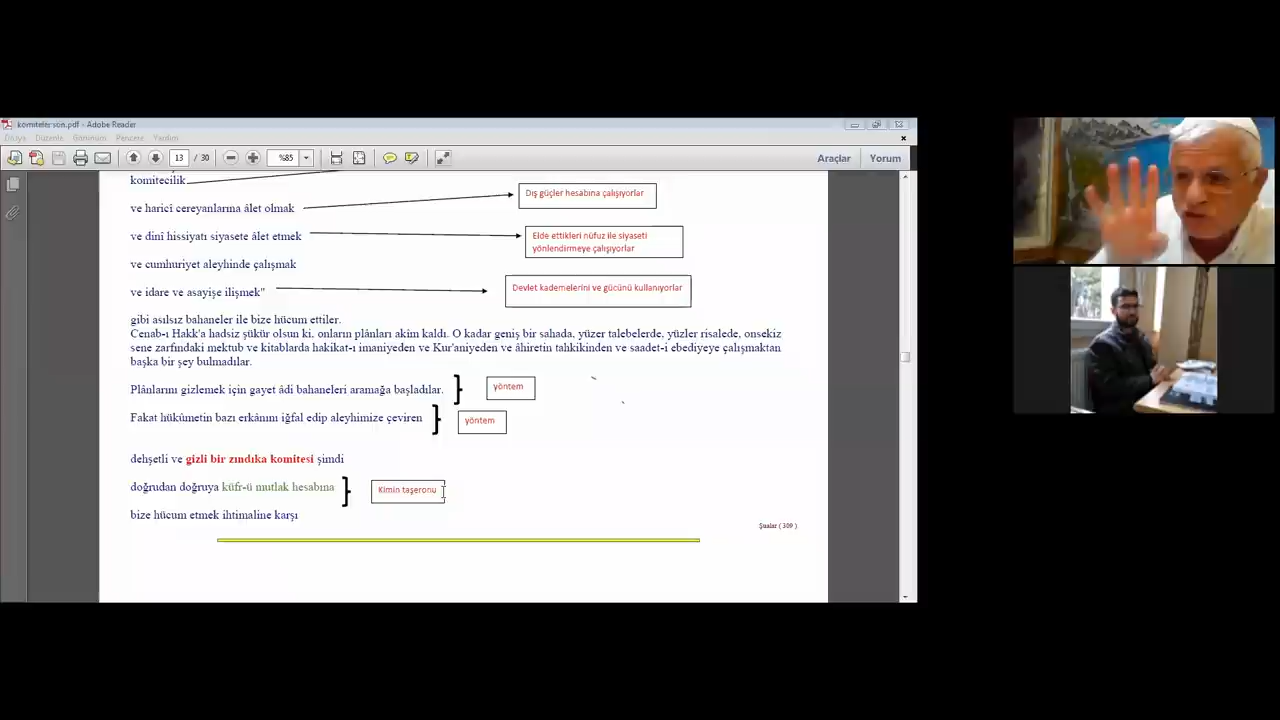 komiteler son.pdf - Adobe Reader
Dosya Düzenle Görünüm Pencere Yardım
13 / 30 %85 Araçlar Yorum
komitecilik
ve haricî cereyanlarına âlet olmak
Dış güçler hesabına çalışıyorlar
ve dinî hissiyatı siyasete âlet etmek
Elde ettikleri nüfuz ile siyaseti
yönlendirmeye çalışıyorlar
ve cumhuriyet aleyhinde çalışmak
ve idare ve asayişe ilişmek"
Devlet kademelerini ve gücünü kullanıyorlar
gibi asılsız bahaneler ile bize hücum ettiler.
Cenab-ı Hakk'a hadsiz şükür olsun ki, onların plânları akim kaldı. O kadar geniş bir sahada, yüzer talebelerde, yüzler risalede, onsekiz
sene zarfındaki mektub ve kitablarda hakikat-ı imaniyeden ve Kur'aniyeden ve âhiretin tahkikinden ve saadet-i ebediyeye çalışmaktan
başka bir şey bulmadılar.
Plânlarını gizlemek için gayet âdi bahaneleri aramağa başladılar.
yöntem
Fakat hükûmetin bazı erkânını iğfal edip aleyhimize çeviren
yöntem
dehşetli ve gizli bir zındıka komitesi şimdi
doğrudan doğruya küfr-ü mutlak hesabına
Kimin taşeronu
bize hücum etmek ihtimaline karşı
Şualar ( 309 )